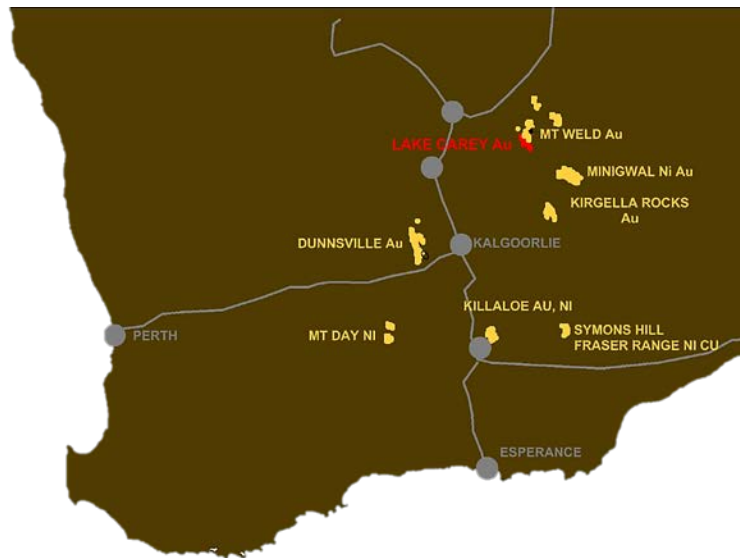 MT WELD Au
LAKE CAREY Au
MINIGWAL Ni Au
KIRGELLA ROCKS
Au
DUNNSVILLE Au
KALGOORLIE
KILLALOE AU, NI
PERTH
MT DAY NI
SYMONS HILL
FRASER RANGE NI CU
ESPERANCE